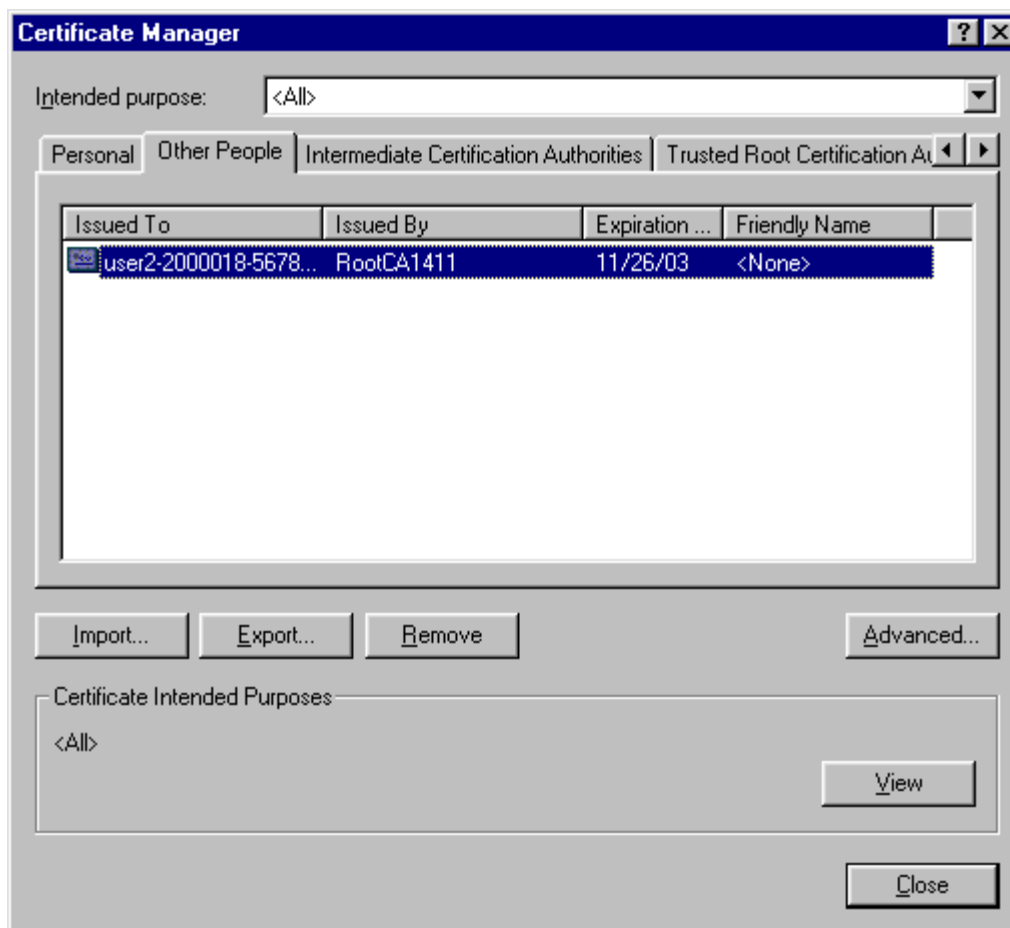 Certificate Manager
Intended purpose: <All>
Personal Other People Intermediate Certification Authorities Trusted Root Certification Au
Issued To Issued By Expiration ... Friendly Name
user2-2000018-5678... RootCA1411 11/26/03 <None>
Import... Export... Remove Advanced...
Certificate Intended Purposes
<All>
View
Close